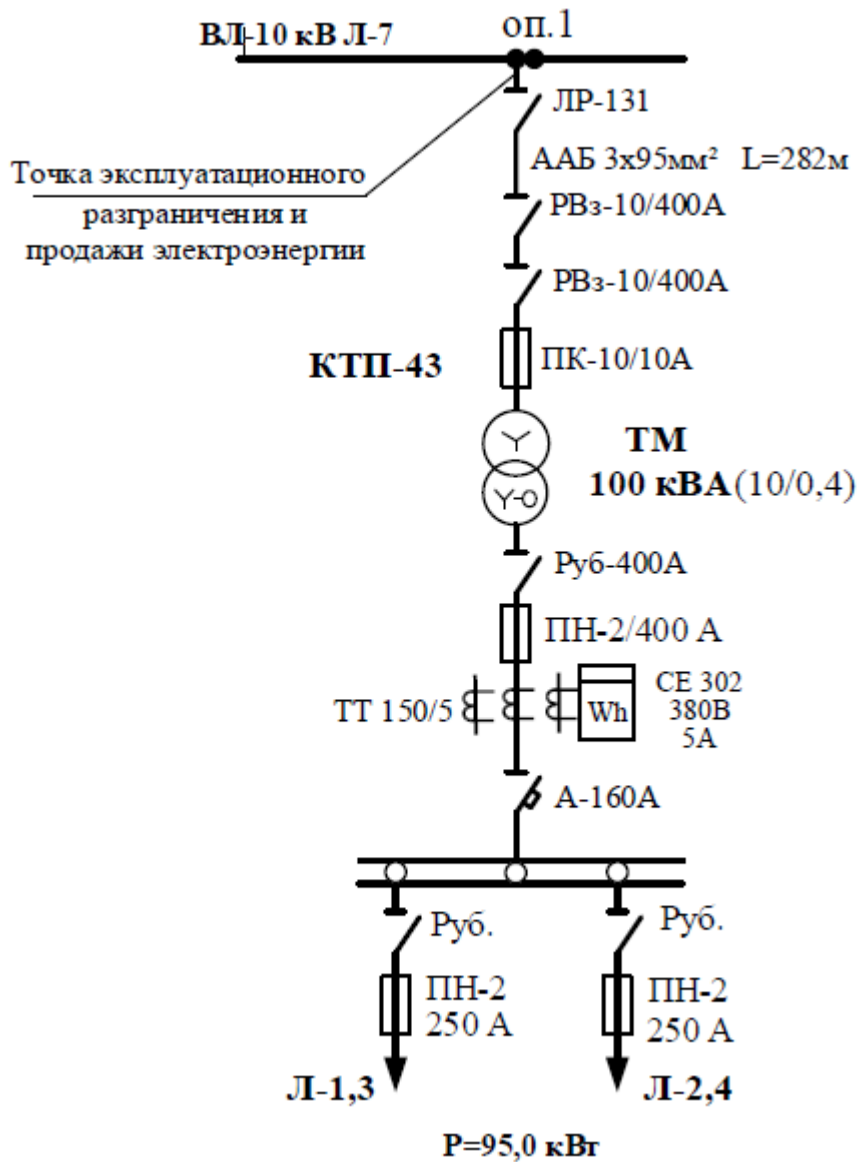 ВЛ-10 кВ Л-7
оп.1
ЛР-131
ААБ 3х95мм² L=282м
Точка эксплуатационного
разграничения и
продажи электроэнергии
РВз-10/400А
РВз-10/400А
КТП-43
ПК-10/10А
ТМ
100 кВА (10/0,4)
Y
Y-O
Руб-400А
ПН-2/400 А
ТТ 150/5
Wh
СЕ 302
380В
5А
А-160А
Руб.
Руб.
ПН-2
250 А
ПН-2
250 А
Л-1,3
Л-2,4
Р=95,0 кВт